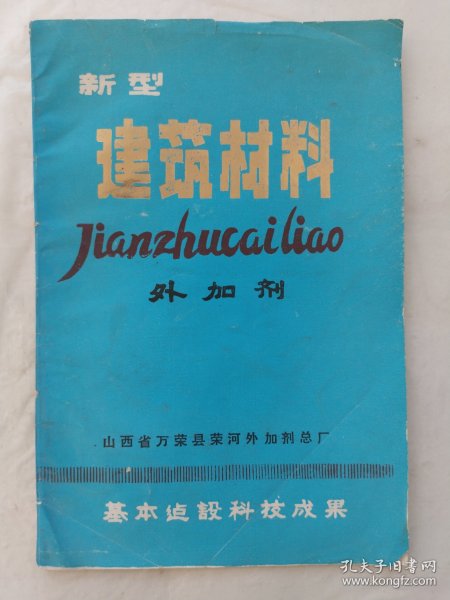 新型
建筑材料
Jianzhucailiao
外加剂
山西省万荣县荣河外加剂总厂
基本建設科技成果
孔夫子旧书网
www.kongfz.com